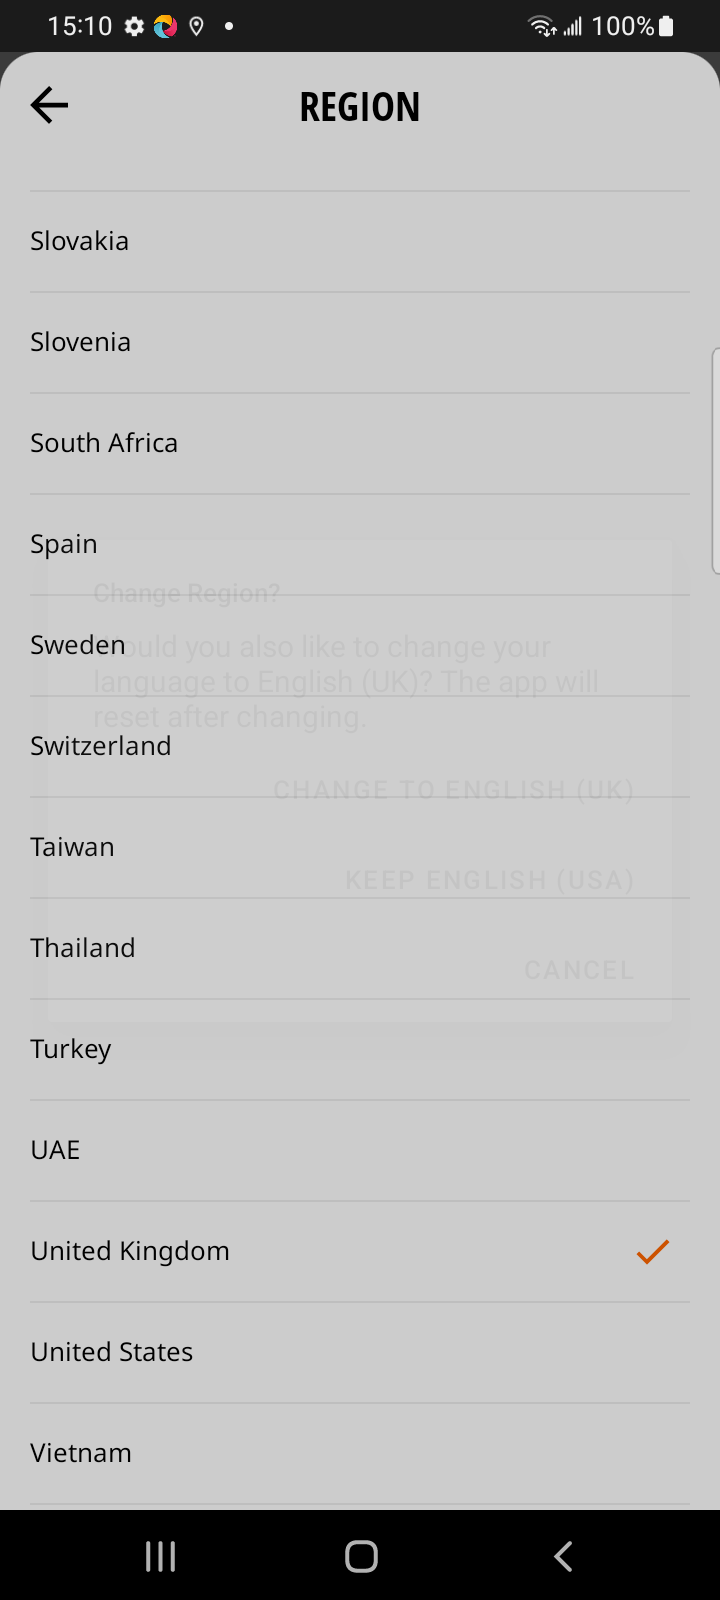 15:10
100%
REGION
Slovakia
Slovenia
South Africa
Spain
Change Region?
Sweden
Would you also like to change your
language to English (UK)? The app will
reset after changing.
Switzerland
CHANGE TO ENGLISH (UK)
Taiwan
KEEP ENGLISH (USA)
Thailand
CANCEL
Turkey
UAE
United Kingdom
United States
Vietnam